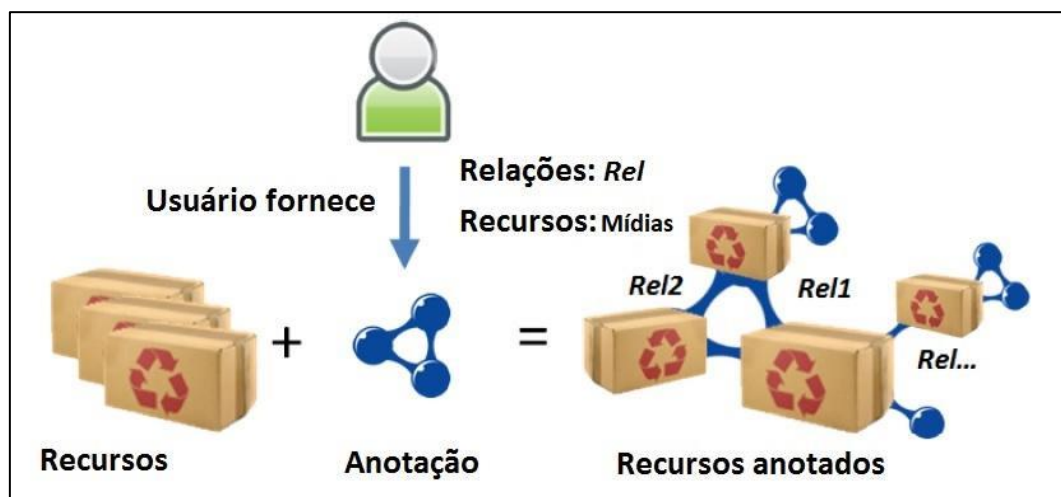 Usuário fornece
Relações: Rel
Recursos: Mídias
Rel2
Rel1
Rel...
+
=
Recursos
Anotação
Recursos anotados